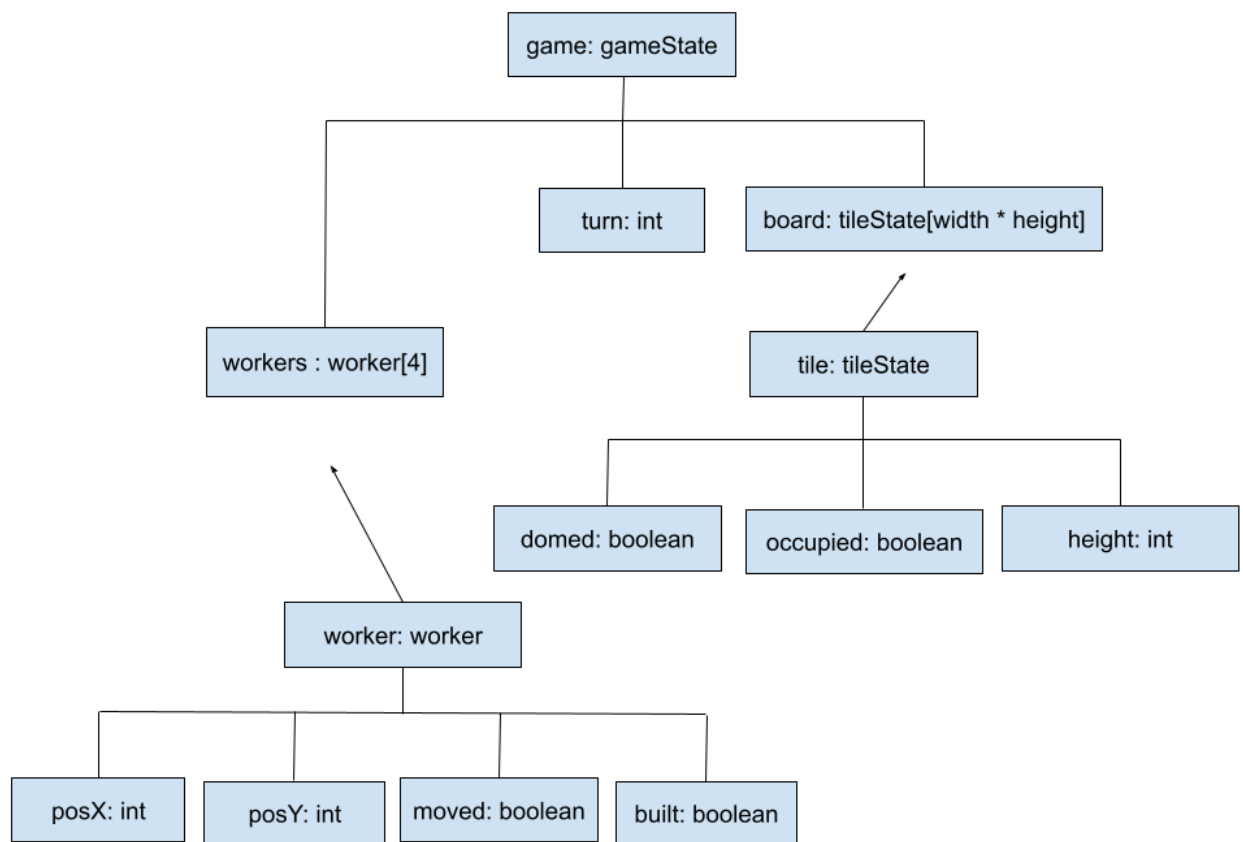 game: gameState
turn: int
board: tileState[width * height]
workers : worker[4]
tile: tileState
domed: boolean
occupied: boolean
height: int
worker: worker
posX: int
posY: int
moved: boolean
built: boolean